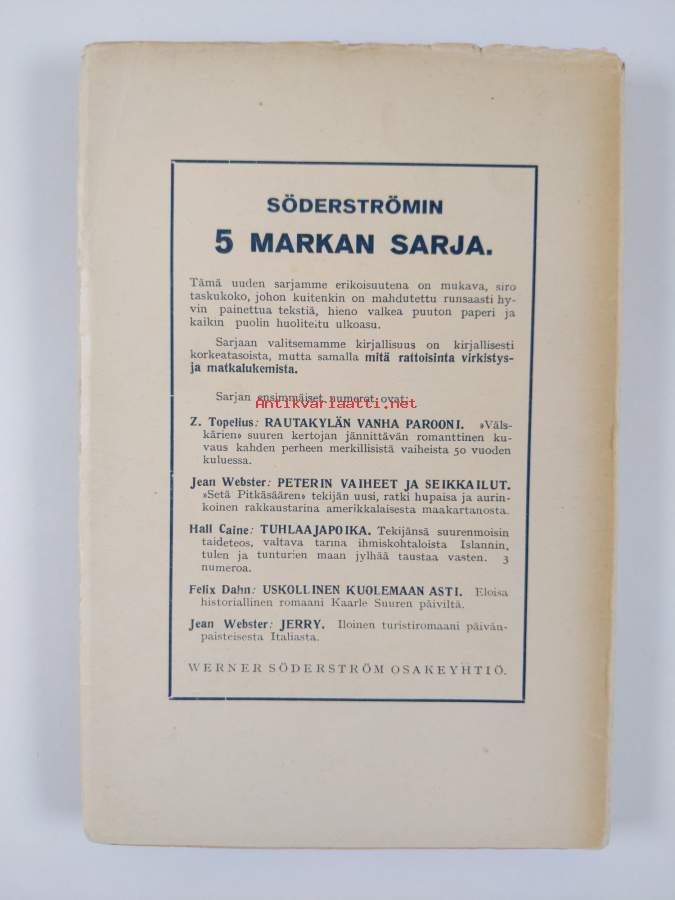 SÖDERSTRÖMIN
5 MARKAN SARJA.
Tämä uuden sarjamme erikoisuutena on mukava, siro
taskukoko, johon kuitenkin on mahdutettu runsaasti hy-
vin painettua tekstiä, hieno valkea puuton paperi ja
kaikin puolin huoliteitu ulkoasu.
Sarjaan valitsemamme kirjallisuus on kirjallisesti
korkeatasoista, mutta samalla mitä rattoisinta virkistys-
ja matkalukemista.
Sarjan ensimmäiset numerot ovat:
Antikvariaatti.net
Z. Topelius: RAUTAKYLÄN VANHA PAROONI. »Väls-
kärien» suuren kertojan jännittävän romanttinen ku-
vaus kahden perheen merkillisistä vaiheista 50 vuoden
kuluessa.
Jean Webster: PETERIN VAIHEET JA SEIKKAILUT.
»Setä Pitkäsäären» tekijän uusi, ratki hupaisa ja aurin-
koinen rakkaustarina amerikkalaisesta maakartanosta.
Hall Caine: TUHLAAJAPOIKA. Tekijänsä suurenmoisin
taideteos, valtava tarina ihmiskohtaloista Islannin,
tulen ja tunturien maan jylhää taustaa vasten. 3
numeroa.
Felix Dahn: USKOLLINEN KUOLEMAAN ASTI. Eloisa
historiallinen romaani Kaarle Suuren päiviltä.
Jean Webster: JERRY. Iloinen turistiromaani päivän-
paisteisesta Italiasta.
WERNER SÖDERSTRÖM OSAKEYHTIÖ.